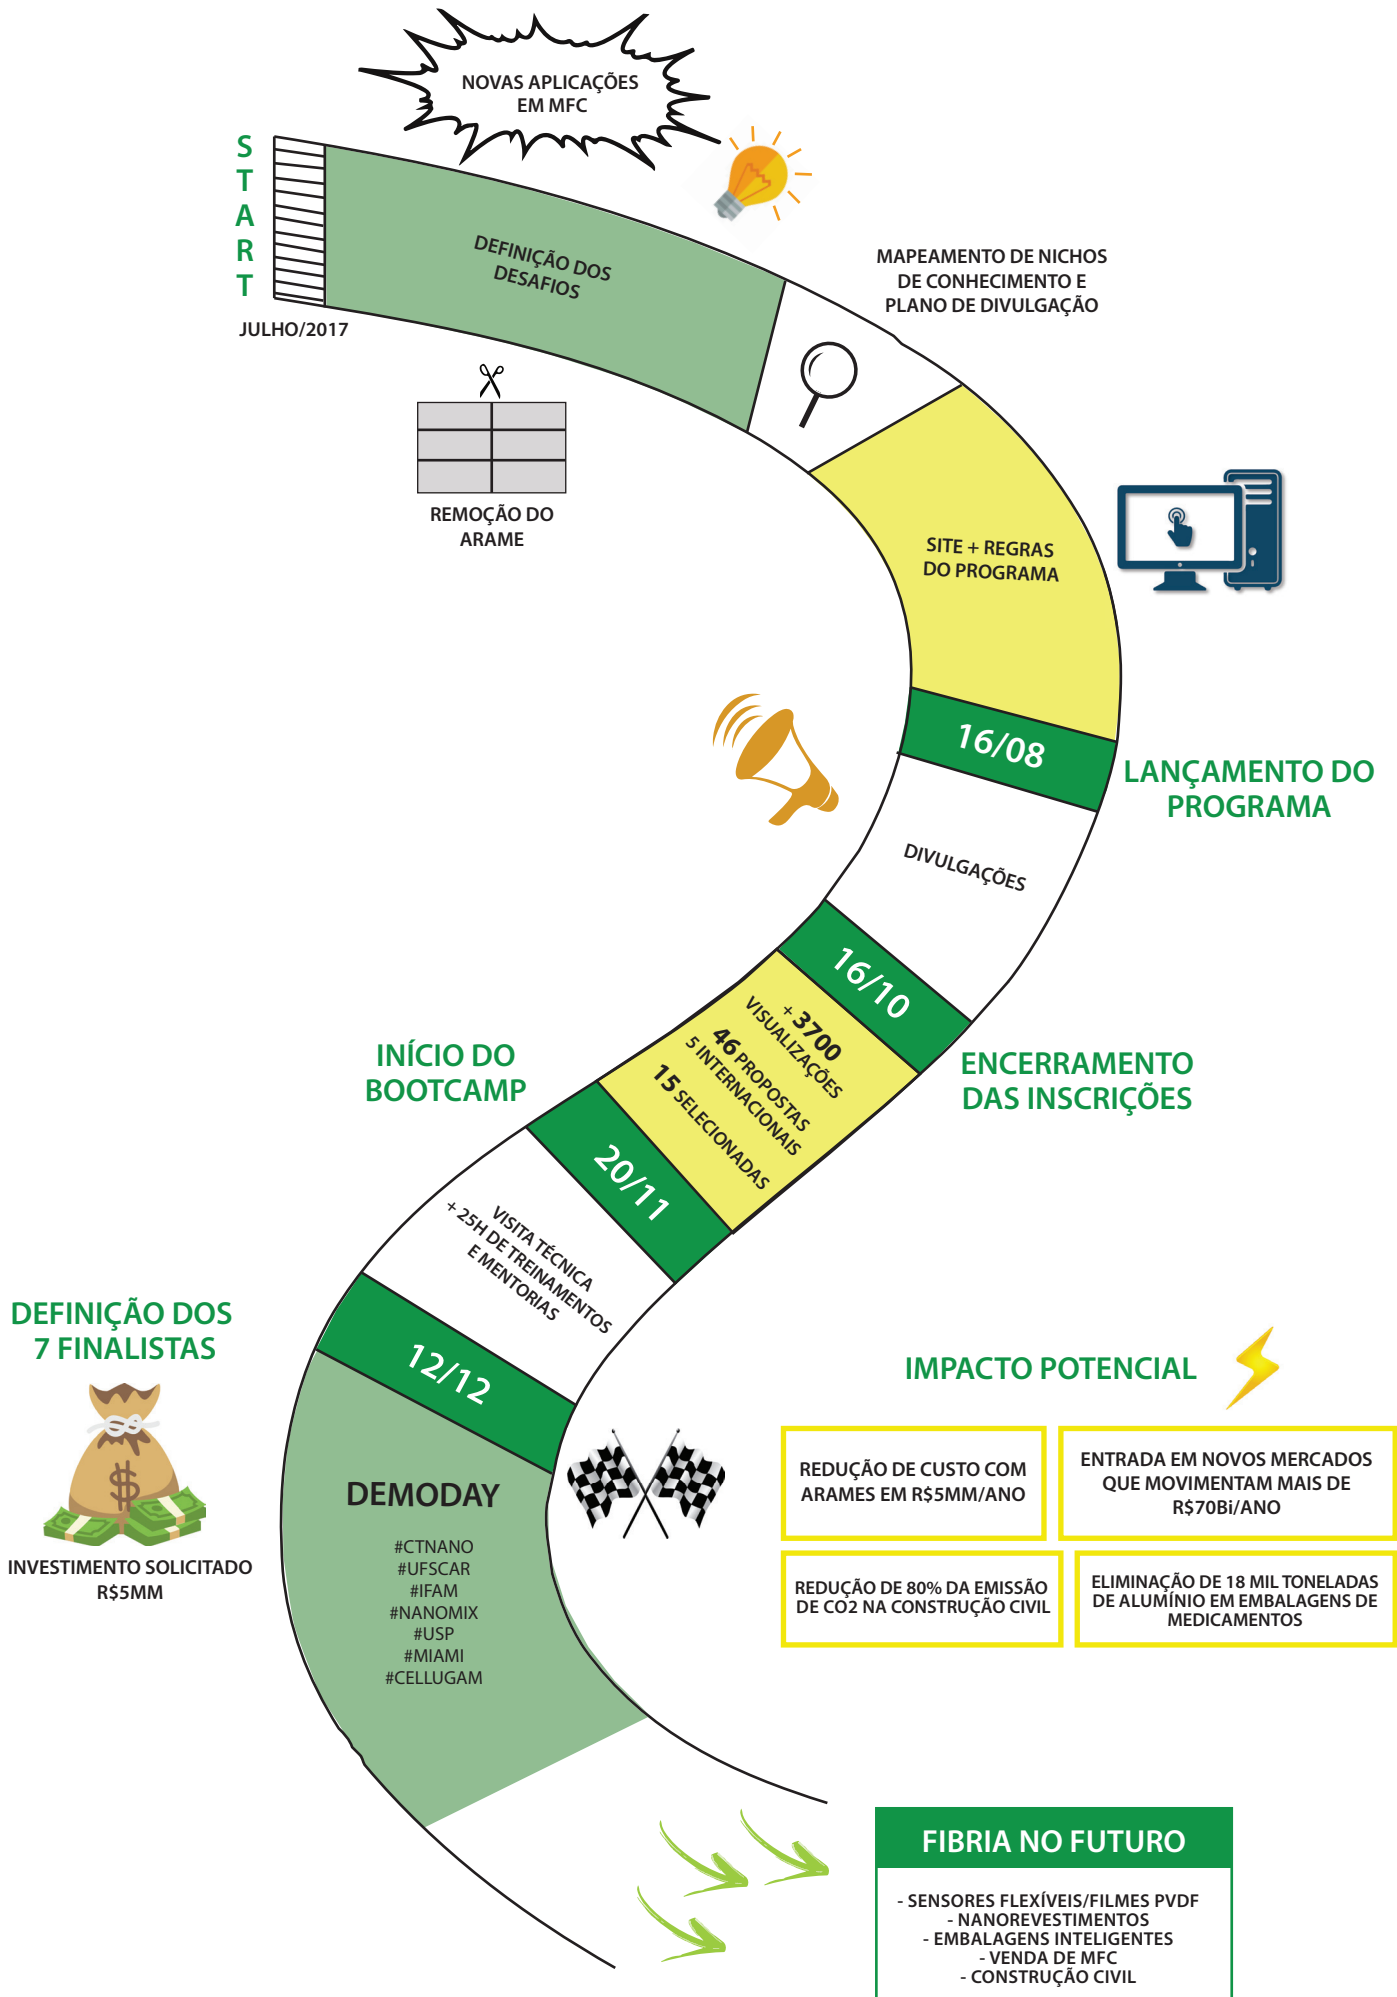 NOVAS APLICAÇÕES
EM MFC
START
JULHO/2017
DEFINIÇÃO DOS
DESAFIOS
REMOÇÃO DO
ARAME
MAPEAMENTO DE NICHOS
DE CONHECIMENTO E
PLANO DE DIVULGAÇÃO
SITE + REGRAS
DO PROGRAMA
16/08
LANÇAMENTO DO
PROGRAMA
DIVULGAÇÕES
16/10
ENCERRAMENTO
DAS INSCRIÇÕES
+ 3700
VISUALIZAÇÕES
46 PROPOSTAS
5 INTERNACIONAIS
15 SELECIONADAS
INÍCIO DO
BOOTCAMP
20/11
VISITA TÉCNICA
+ 25H DE TREINAMENTOS
E MENTORIAS
DEFINIÇÃO DOS
7 FINALISTAS
12/12
INVESTIMENTO SOLICITADO
R$5MM
DEMODAY
#CTNANO
#UFSCAR
#IFAM
#NANOMIX
#USP
#MIAMI
#CELLUGAM
IMPACTO POTENCIAL
REDUÇÃO DE CUSTO COM
ARAMES EM R$5MM/ANO
ENTRADA EM NOVOS MERCADOS
QUE MOVIMENTAM MAIS DE
R$70Bi/ANO
REDUÇÃO DE 80% DA EMISSÃO
DE CO2 NA CONSTRUÇÃO CIVIL
ELIMINAÇÃO DE 18 MIL TONELADAS
DE ALUMÍNIO EM EMBALAGENS DE
MEDICAMENTOS
FIBRIA NO FUTURO
- SENSORES FLEXÍVEIS/FILMES PVDF
- NANOREVESTIMENTOS
- EMBALAGENS INTELIGENTES
- VENDA DE MFC
- CONSTRUÇÃO CIVIL